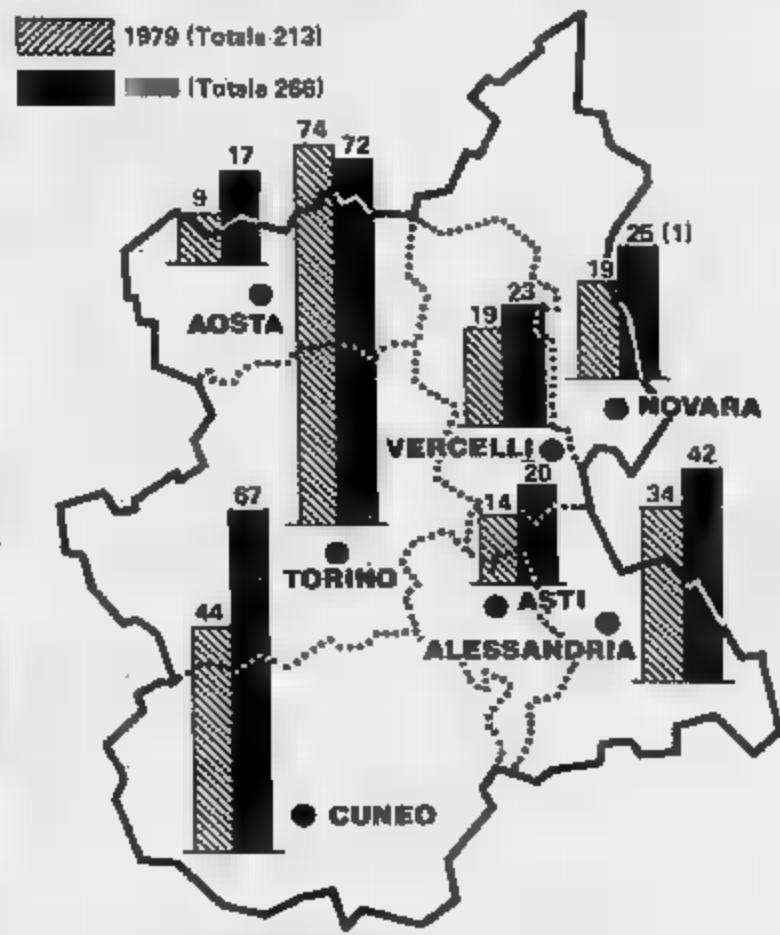 1979 (Totale 213)
(Totale 266)
74
72
17
9
25 (1)
19
23
19
AOSTA
NOVARA
VERCELLI
42
20
34
14
67
TORINO
ASTI
44
ALESSANDRIA
CUNEO